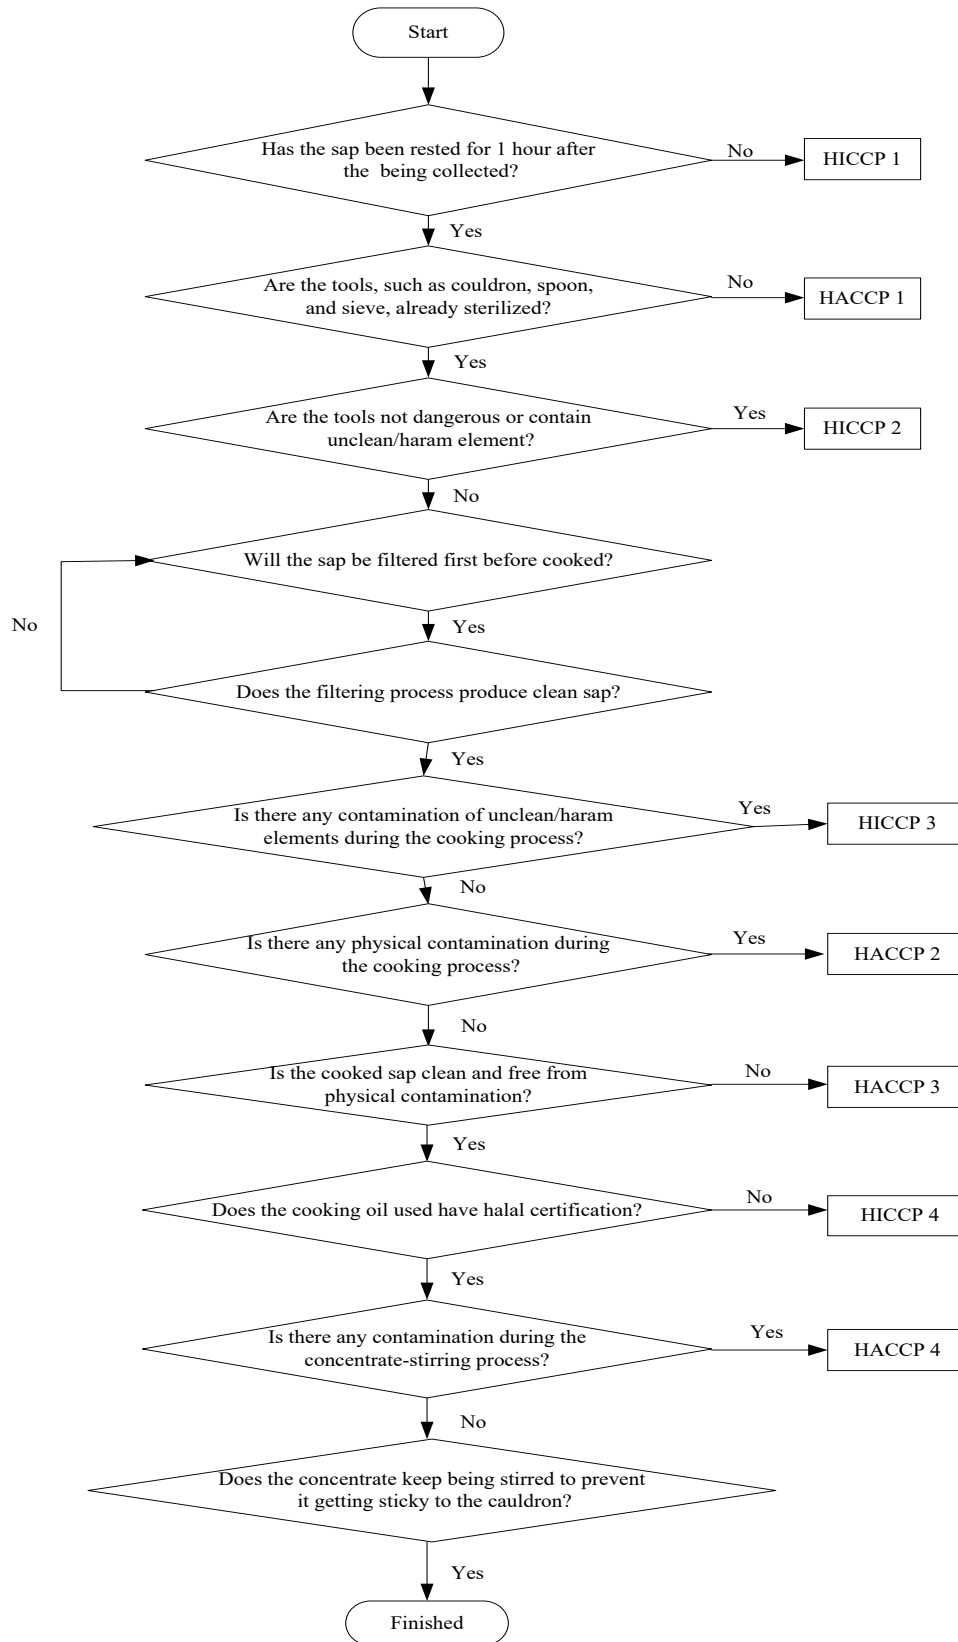 Start
Has the sap been rested for 1 hour after
the being collected?
No
HICCP 1
Yes
Are the tools, such as couldron, spoon,
and sieve, already sterilized?
No
HACCP 1
Yes
Are the tools not dangerous or contain
unclean/haram element?
Yes
HICCP 2
No
Will the sap be filtered first before cooked?
No
Yes
Does the filtering process produce clean sap?
Yes
Is there any contamination of unclean/haram
elements during the cooking process?
Yes
HICCP 3
No
Is there any physical contamination during
the cooking process?
Yes
HACCP 2
No
Is the cooked sap clean and free from
physical contamination?
No
HACCP 3
Yes
Does the cooking oil used have halal certification?
No
HICCP 4
Yes
Is there any contamination during the
concentrate-stirring process?
Yes
HACCP 4
No
Does the concentrate keep being stirred to prevent
it getting sticky to the cauldron?
Yes
Finished